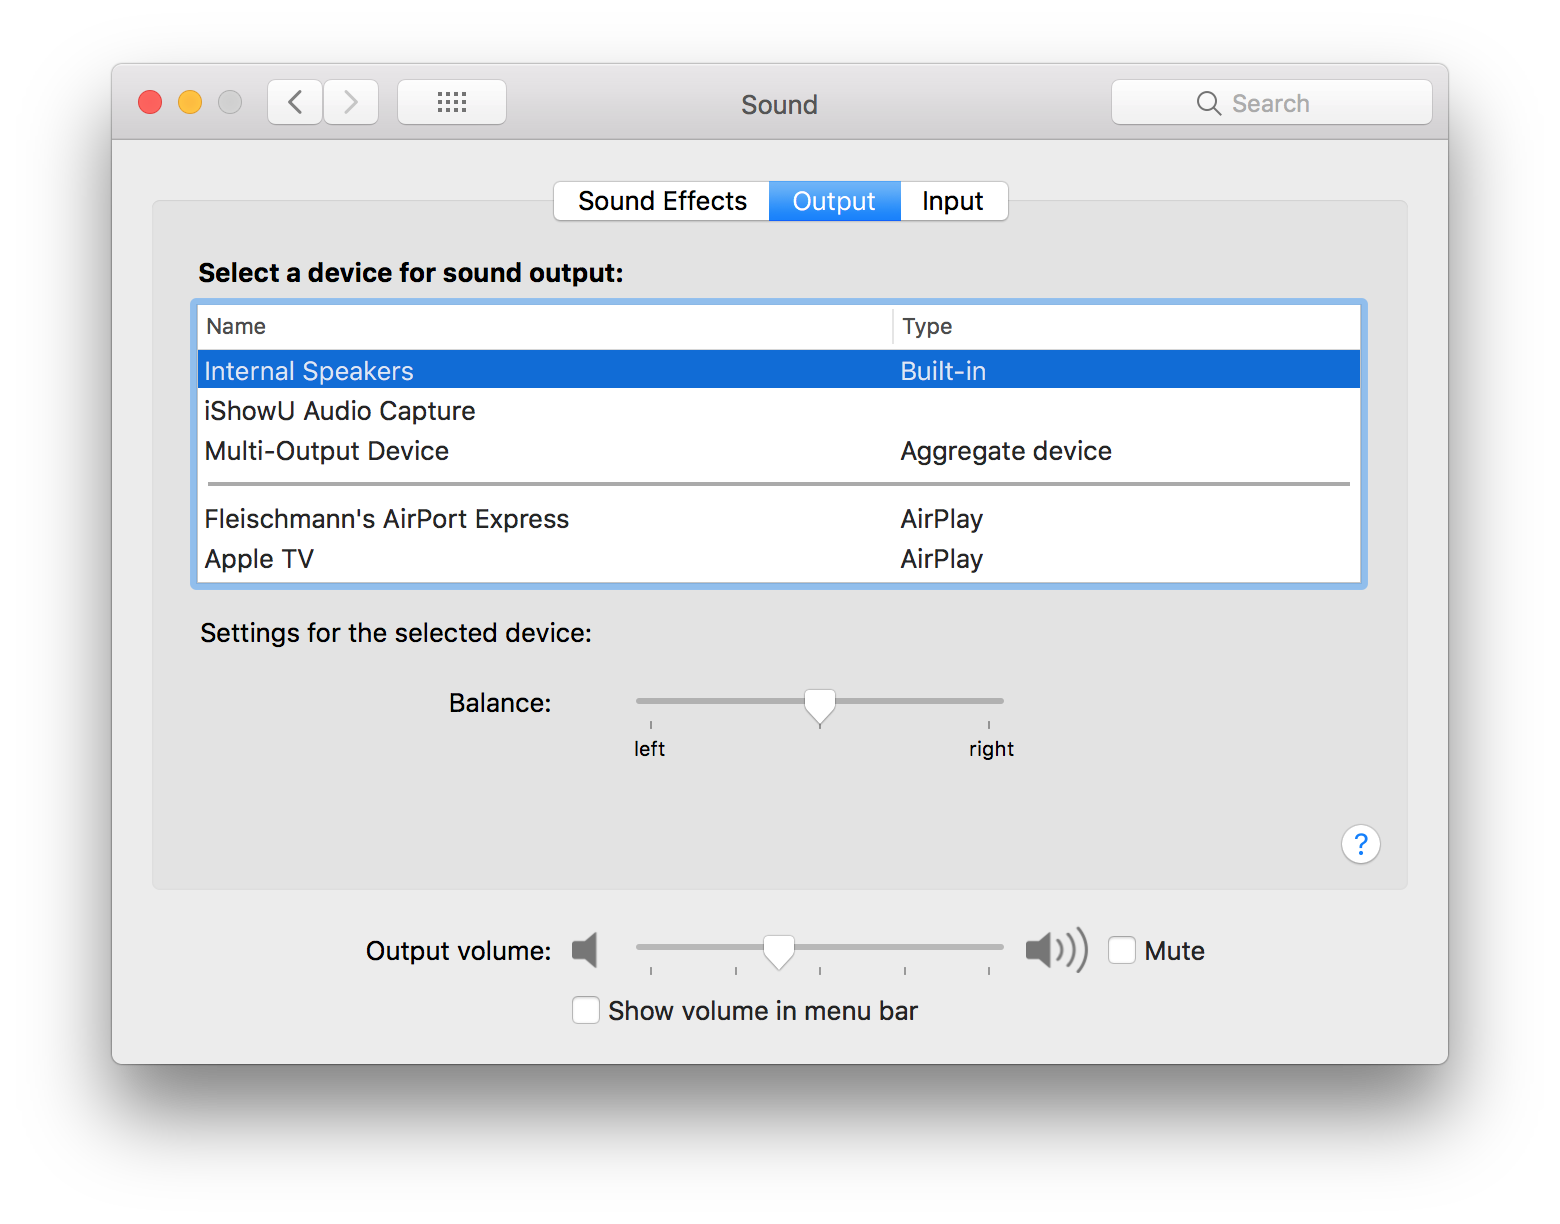 Sound
Search
Sound Effects Output Input
Select a device for sound output:
Name Type
Internal Speakers Built-in
iShowU Audio Capture
Multi-Output Device Aggregate device
Fleischmann's AirPort Express AirPlay
Apple TV AirPlay
Settings for the selected device:
Balance:
left right
?
Output volume: Mute
Show volume in menu bar